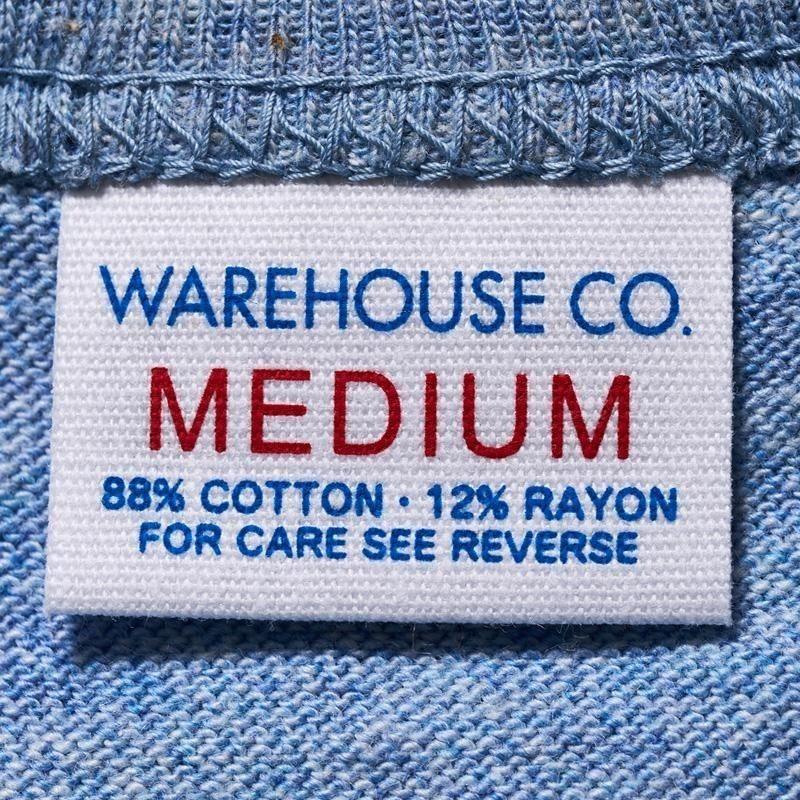 WAREHOUSE CO.
MEDIUM
88% COTTON · 12% RAYON
FOR CARE SEE REVERSE